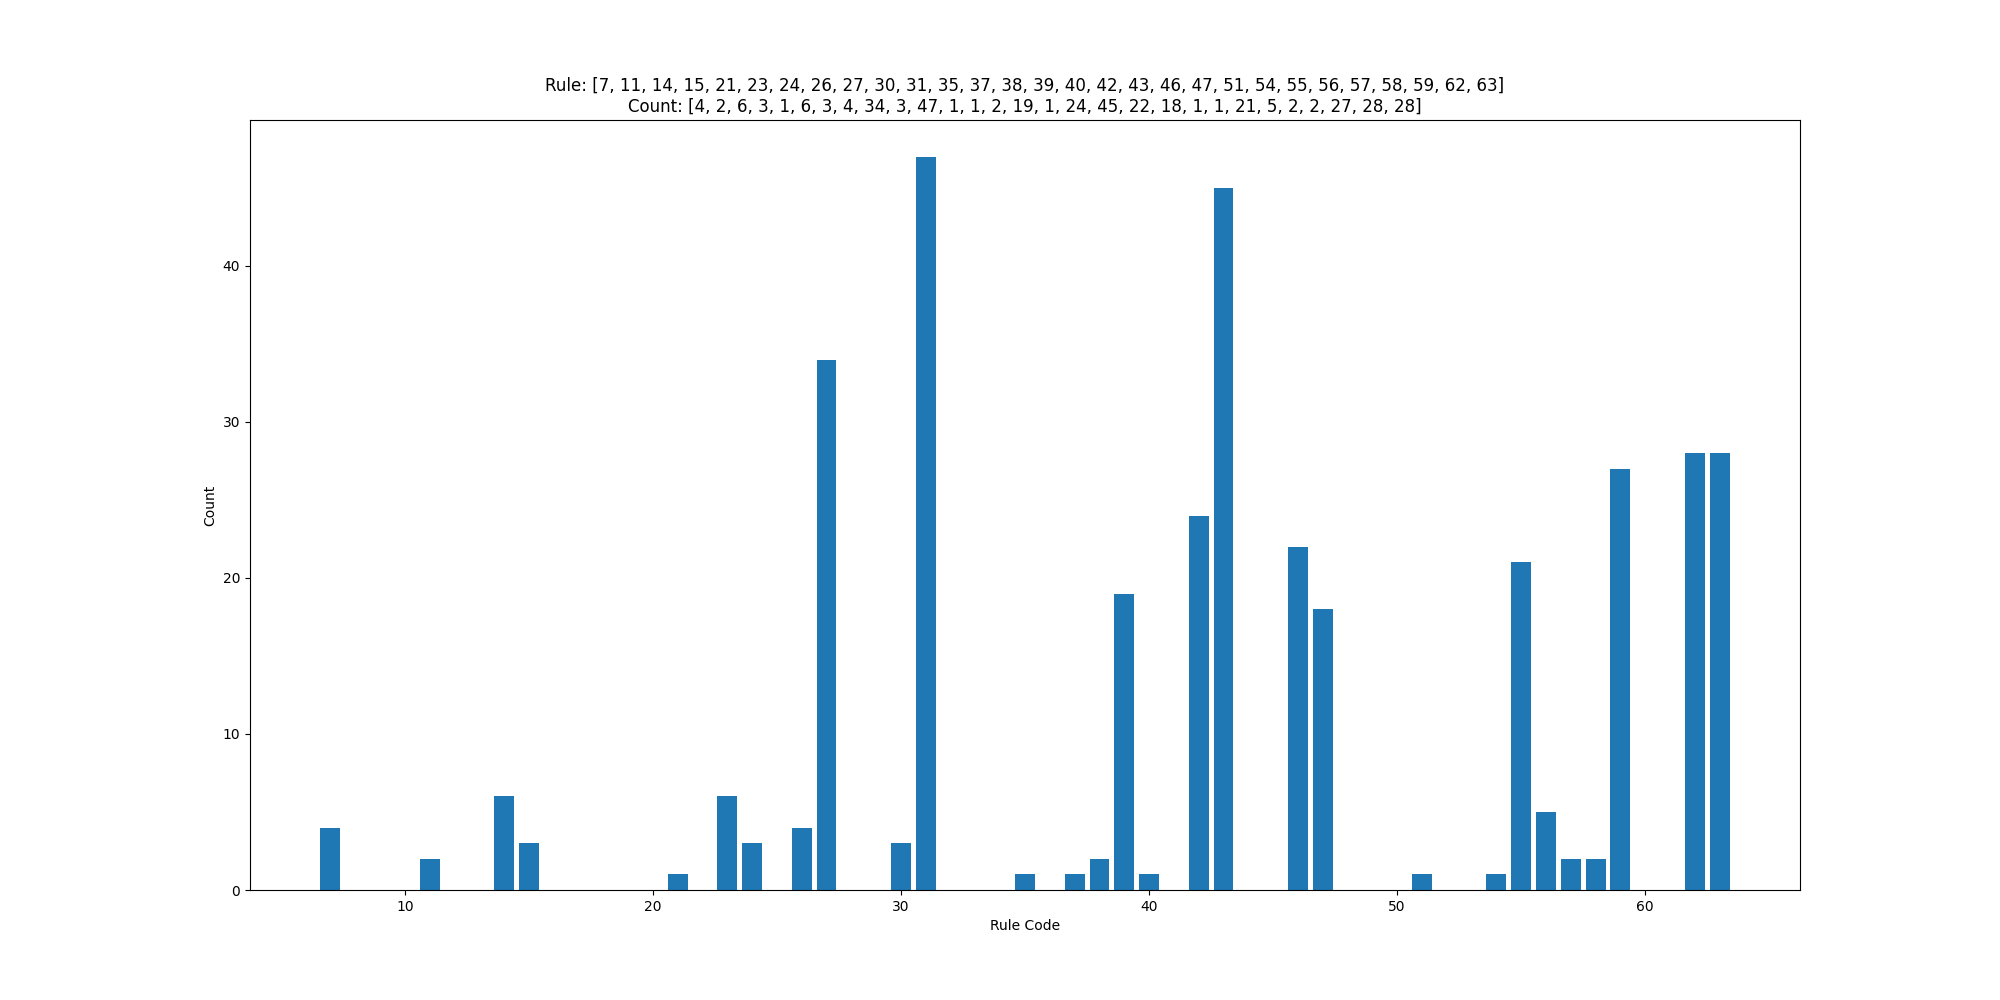 Rule: [7, 11, 14, 15, 21, 23, 24, 26, 27, 30, 31, 35, 37, 38, 39, 40, 42, 43, 46, 47, 51, 54, 55, 56, 57, 58, 59, 62, 63]
Count: [4, 2, 6, 3, 1, 6, 3, 4, 34, 3, 47, 1, 1, 2, 19, 1, 24, 45, 22, 18, 1, 1, 21, 5, 2, 2, 27, 28, 28]
40
30
20
10
0
Count
10 20 30 40 50 60
Rule Code